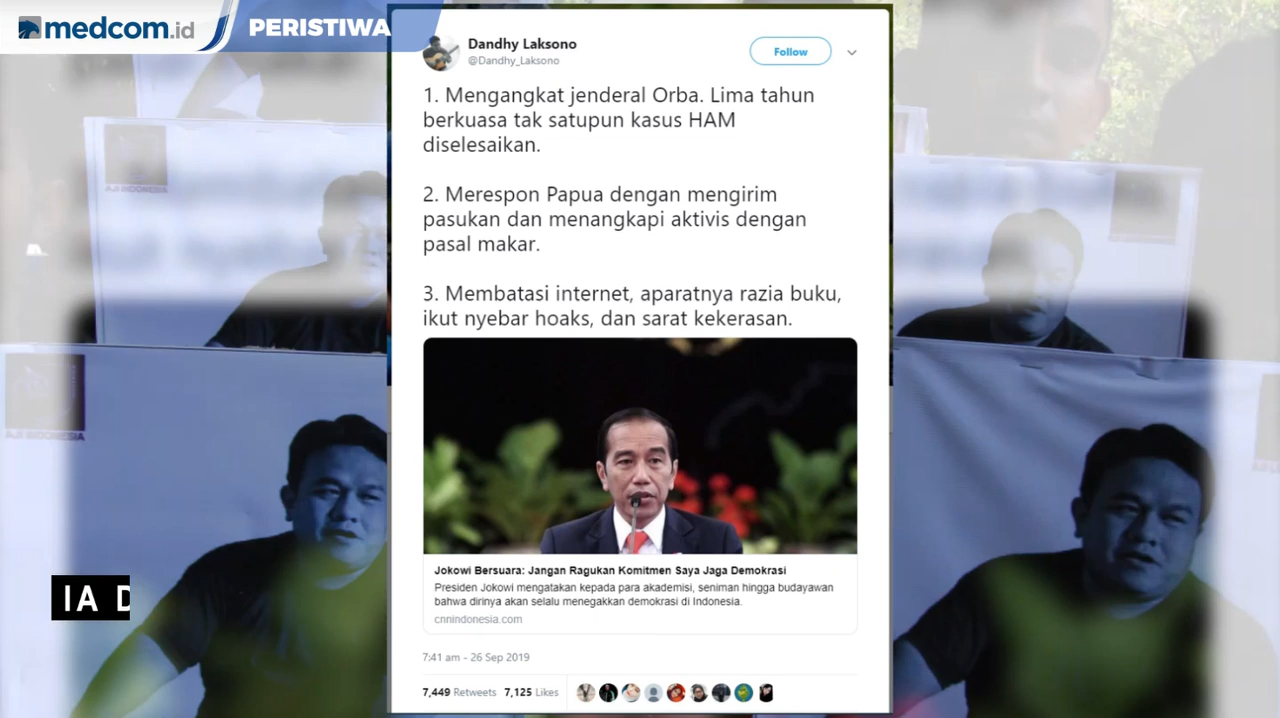 medcom.id
PERISTIWA
Dandhy Laksono
@Dandhy_Laksono
Follow
1. Mengangkat jenderal Orba. Lima tahun
berkuasa tak satupun kasus HAM
diselesaikan.
2. Merespon Papua dengan mengirim
pasukan dan menangkapi aktivis dengan
pasal makar.
3. Membatasi internet, aparatnya razia buku,
ikut nyebar hoaks, dan sarat kekerasan.
Jokowi Bersuara: Jangan Ragukan Komitmen Saya Jaga Demokrasi
Presiden Jokowi mengatakan kepada para akademisi, seniman hingga budayawan
bahwa dirinya akan selalu menegakkan demokrasi di Indonesia.
cnnindonesia.com
7:41 am - 26 Sep 2019
7,449 Retweets 7,125 Likes
AJI INDONESIA
AJI INDONESIA
IA D